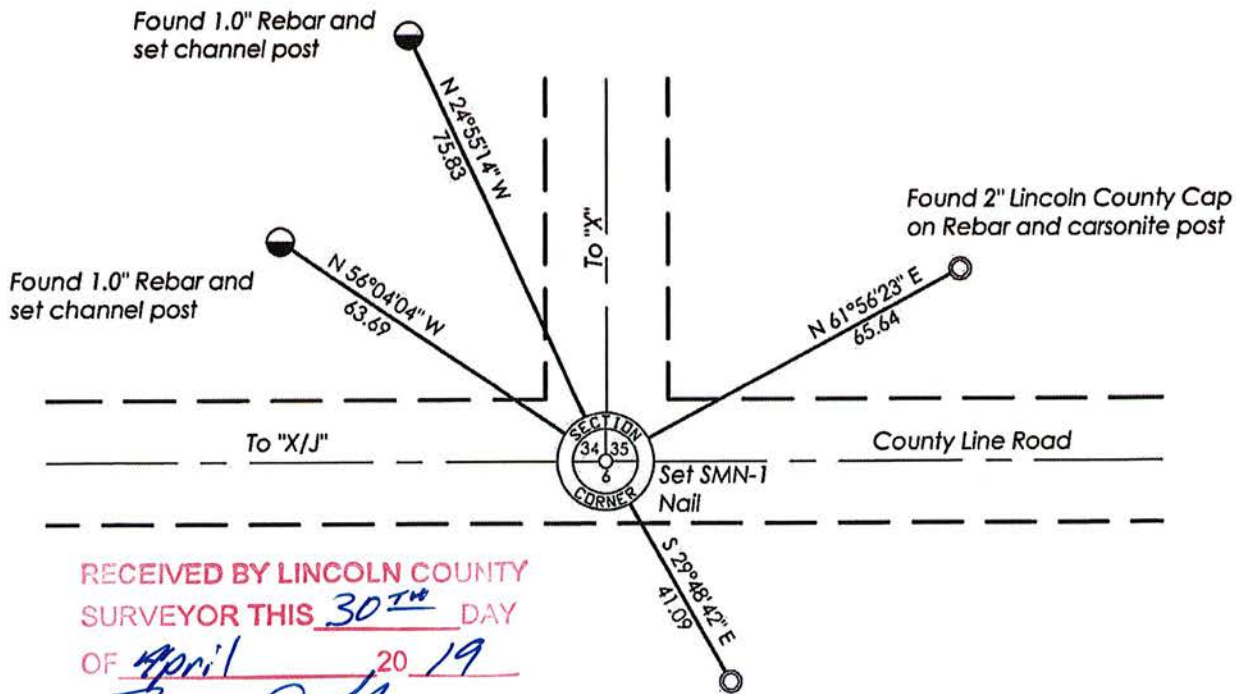 Found 1.0" Rebar and
set channel post
N 24°55'14" W
75.83
To "X"
Found 2" Lincoln County Cap
on Rebar and carsonite post
Found 1.0" Rebar and
set channel post
N 56°04'04" W
63.69
N 61°56'23" E
65.64
To "X/J"
SECTION
34 35
6
CORNER
County Line Road
Set SMN-1
Nail
S 29°48'42" E
41.09
RECEIVED BY LINCOLN COUNTY
SURVEYOR THIS 30TH DAY
OF April 20 19